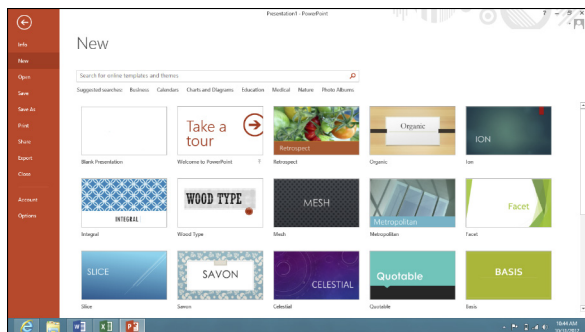 Presentation1 - PowerPoint
?
Info
New
Open
Save
Save As
Print
Share
Export
Close
Account
Options
New
Search for online templates and themes
Suggested searches: Business Calendars Charts and Diagrams Education Medical Nature Photo Albums
Blank Presentation
Take a
tour
Welcome to PowerPoint
Retrospect
Retrospect
Organic
Organic
ION
Ion
INTEGRAL
Integral
WOOD TYPE
Wood Type
MESH
Mesh
Metropolitan
Metropolitan
Facet
Facet
SLICE
Slice
SAVON
Savon
CELESTIAL
Celestial
Quotable
Quotable
BASIS
Basis
10:44 AM